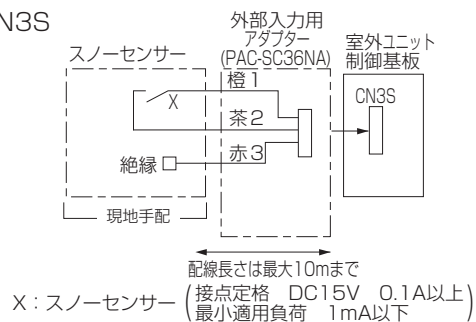 N3S
外部入力用
アダプター
(PAC-SC36NA)
スノーセンサー
室外ユニット
制御基板
橙1
X
CN3S
茶2
赤3
絶縁
現地手配
配線長さは最大10mまで
X:スノーセンサー(接点定格 DC15V 0.1A以上
最小適用負荷 1mA以下)